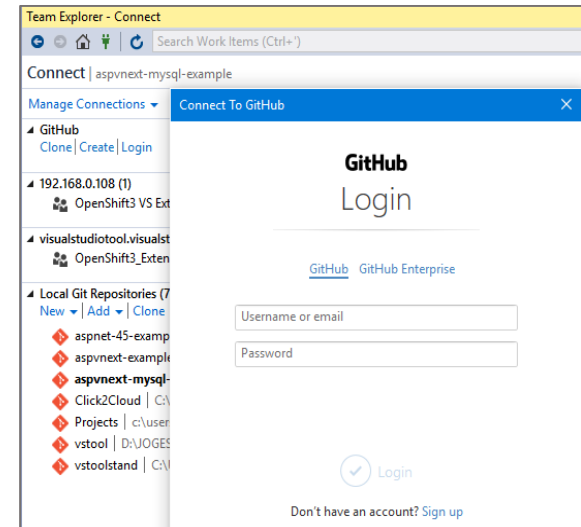 Team Explorer - Connect
Search Work Items (Ctrl+')
Connect | aspvnext-mysql-example
Manage Connections
GitHub
Clone | Create | Login
192.168.0.108 (1)
OpenShift3 VS Ext
visualstudiotool.visualst
OpenShift3_Exten
Local Git Repositories (7
New | Add | Clone
aspnet-45-examp
aspvnext-example
aspvnext-mysql-
Click2Cloud | C:\
Projects | c:\user
vstool | D:\JOGES
vstoolstand | C:\
Connect To GitHub
GitHub
Login
GitHub GitHub Enterprise
Username or email
Password
Login
Don't have an account? Sign up